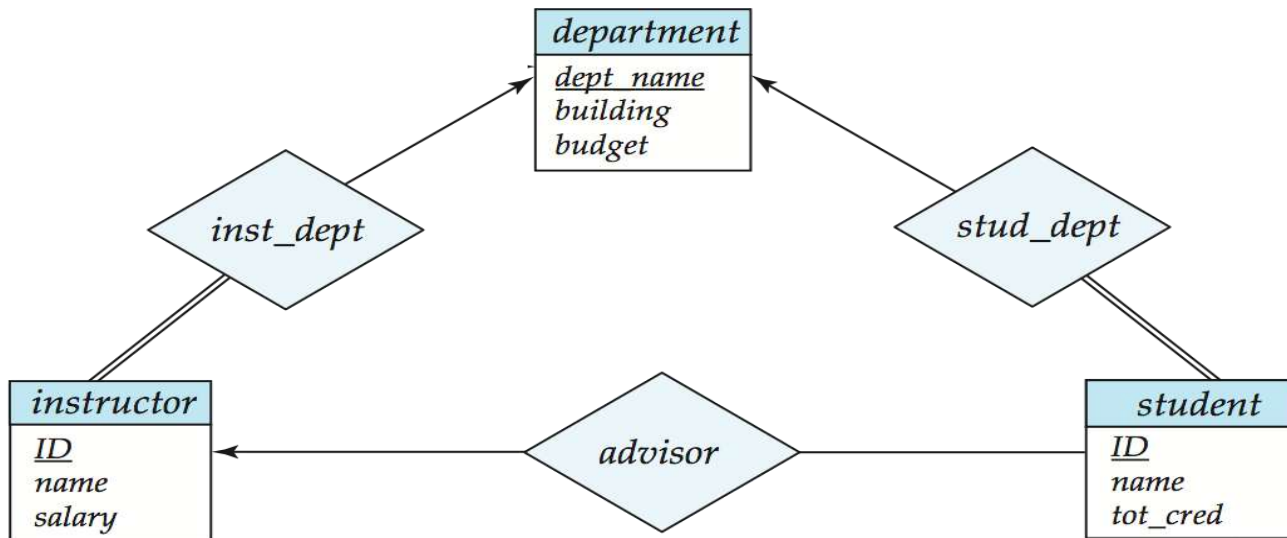 department
dept_name
building
budget
inst_dept
stud_dept
instructor
ID
name
salary
advisor
student
ID
name
tot_cred